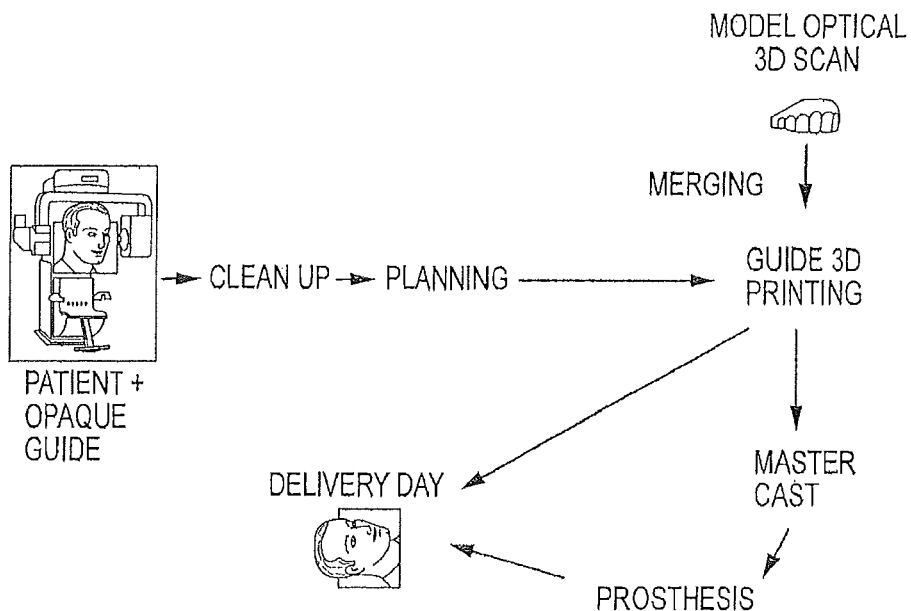 MODEL OPTICAL
3D SCAN
MERGING
CLEAN UP
PLANNING
GUIDE 3D
PRINTING
PATIENT +
OPAQUE
GUIDE
DELIVERY DAY
MASTER
CAST
PROSTHESIS